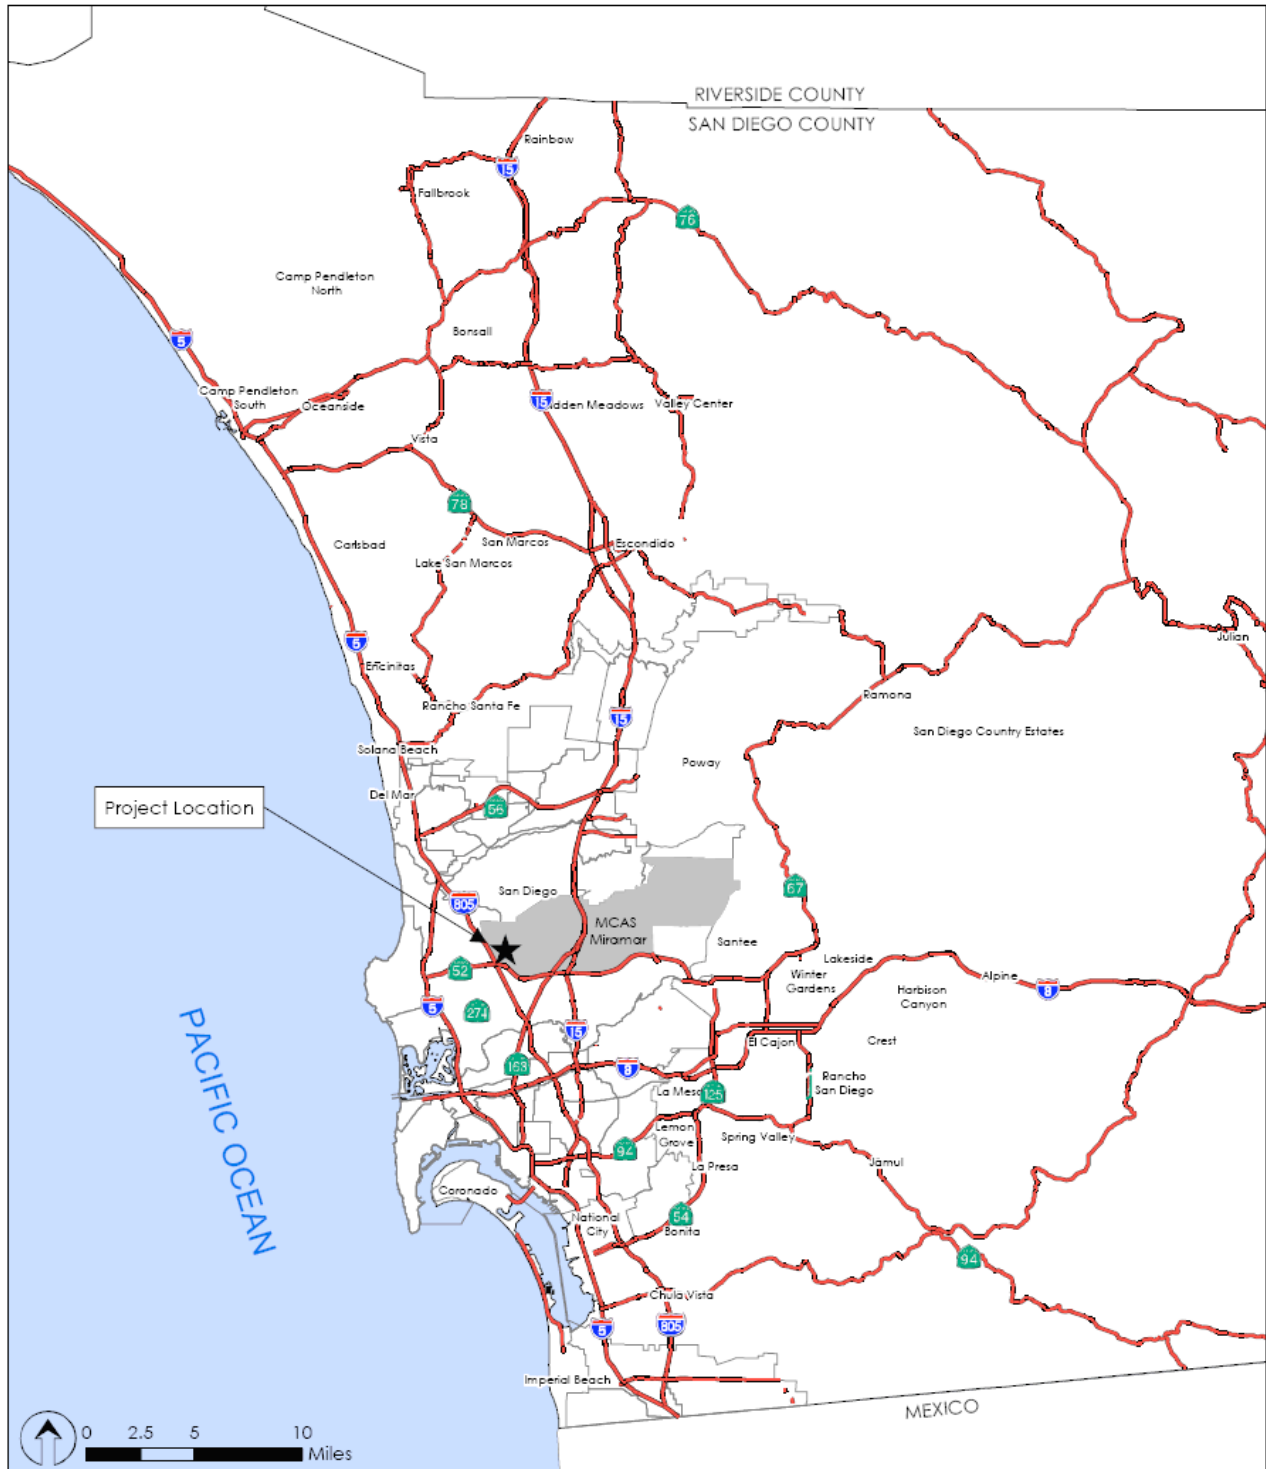 RIVERSIDE COUNTY
SAN DIEGO COUNTY
Rainbow
15
Fallbrook
76
Camp Pendleton
North
Bonsall
5
Camp Pendleton
South
Oceanside
15
idden Meadows
Valley Center
Vista
78
Carlsbad
San Marcos
Escondido
Lake San Marcos
5
Julian
Encinitas
Ramona
Rancho Santa Fe
15
San Diego Country Estates
Solana Beach
Poway
Del Mar
Project Location
56
San Diego
67
805
MCAS
Miramar
Santee
Lakeside
52
Winter
Gardens
Alpine
Harbison
Canyon
8
5
274
15
El Cajon
Crest
163
8
Rancho
San Diego
La Mesa
125
PACIFIC OCEAN
Lemon
Grove
Spring Valley
94
La Presa
Jamul
Coronado
National
City
54
Bonita
94
Chula Vista
5
805
Imperial Beach
MEXICO
0 2.5 5 10
Miles